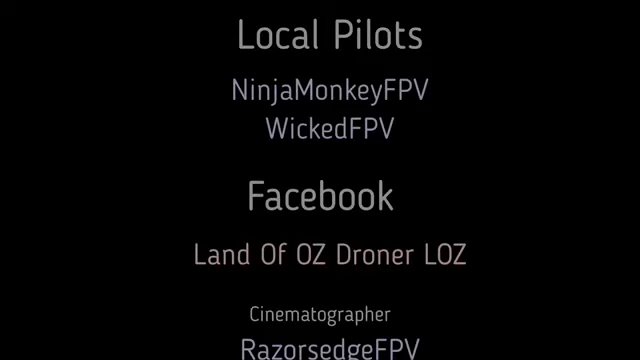 Local Pilots
NinjaMonkeyFPV
WickedFPV
Facebook
Land Of OZ Droner LOZ
Cinematographer
RazorsedgeFPV